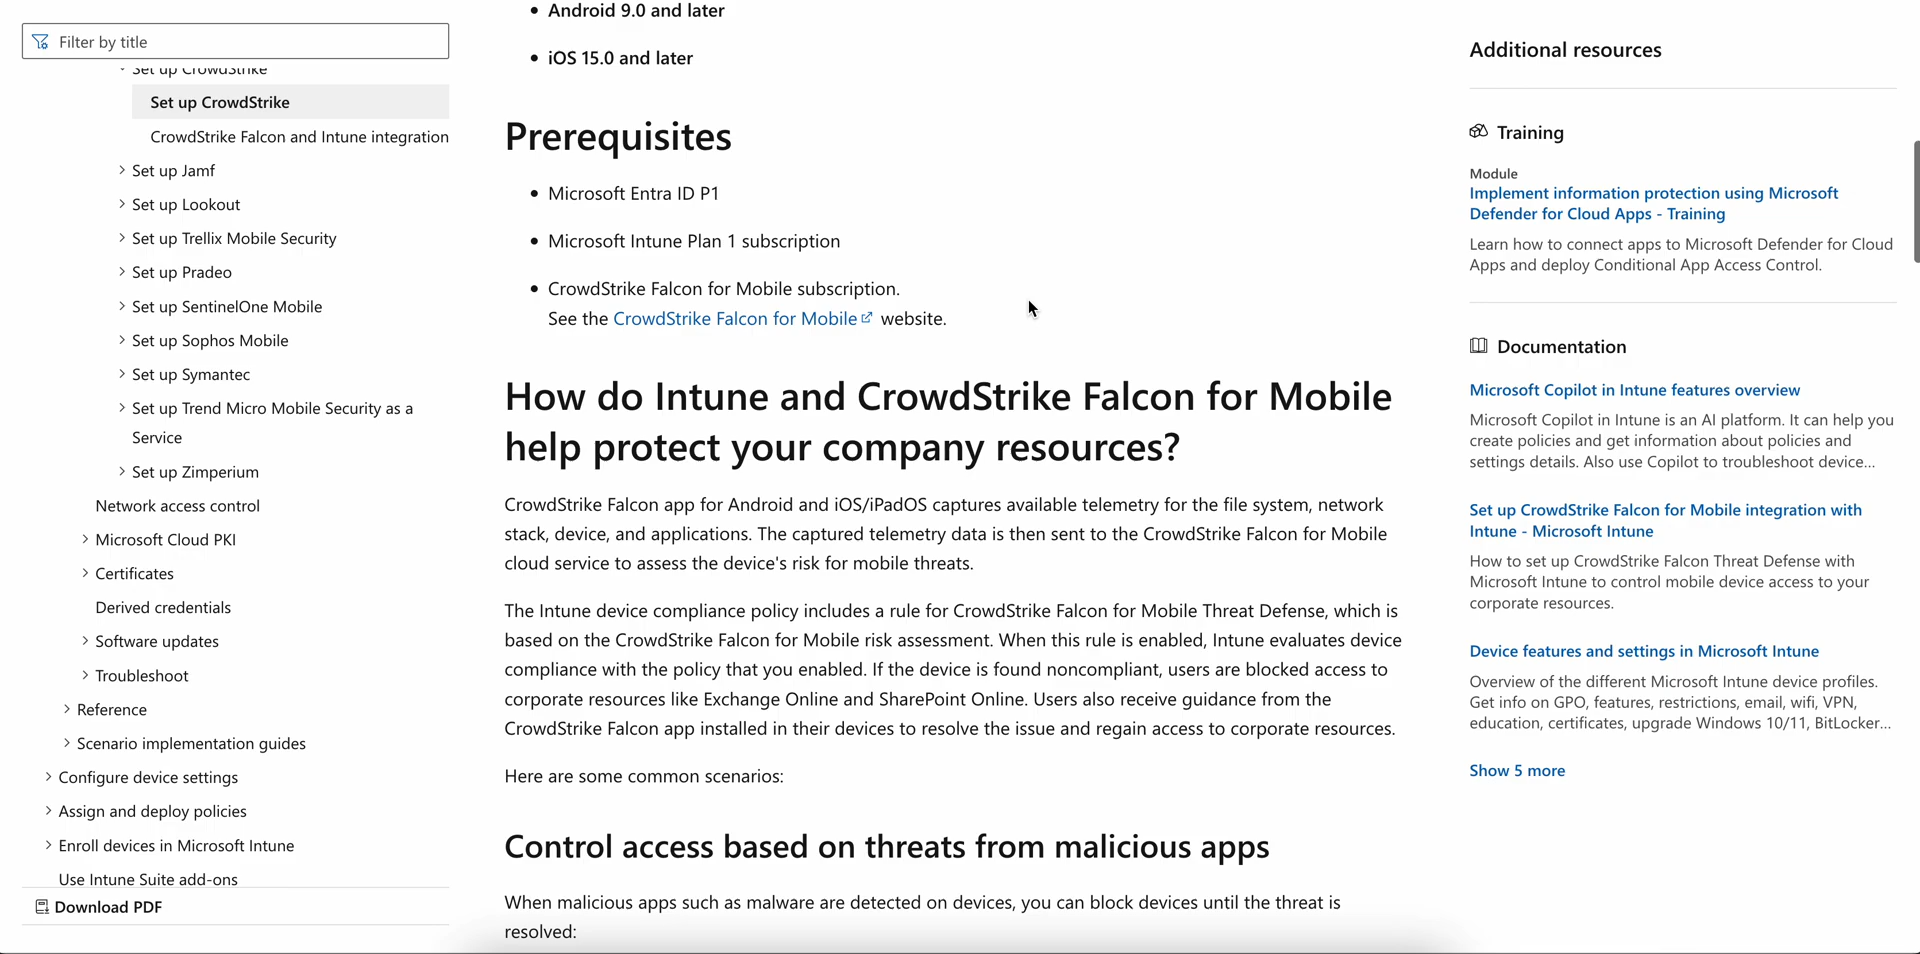 Filter by title
Set up CrowdStrike
Set up CrowdStrike
CrowdStrike Falcon and Intune integration
Set up Jamf
Set up Lookout
Set up Trellix Mobile Security
Set up Pradeo
Set up SentinelOne Mobile
Set up Sophos Mobile
Set up Symantec
Set up Trend Micro Mobile Security as a
Service
Set up Zimperium
Network access control
Microsoft Cloud PKI
Certificates
Derived credentials
Software updates
Troubleshoot
Reference
Scenario implementation guides
Configure device settings
Assign and deploy policies
Enroll devices in Microsoft Intune
Use Intune Suite add-ons
Download PDF
• Android 9.0 and later
• iOS 15.0 and later
Prerequisites
• Microsoft Entra ID P1
• Microsoft Intune Plan 1 subscription
• CrowdStrike Falcon for Mobile subscription.
See the CrowdStrike Falcon for Mobile website.
How do Intune and CrowdStrike Falcon for Mobile
help protect your company resources?
CrowdStrike Falcon app for Android and iOS/iPadOS captures available telemetry for the file system, network
stack, device, and applications. The captured telemetry data is then sent to the CrowdStrike Falcon for Mobile
cloud service to assess the device's risk for mobile threats.
The Intune device compliance policy includes a rule for CrowdStrike Falcon for Mobile Threat Defense, which is
based on the CrowdStrike Falcon for Mobile risk assessment. When this rule is enabled, Intune evaluates device
compliance with the policy that you enabled. If the device is found noncompliant, users are blocked access to
corporate resources like Exchange Online and SharePoint Online. Users also receive guidance from the
CrowdStrike Falcon app installed in their devices to resolve the issue and regain access to corporate resources.
Here are some common scenarios:
Control access based on threats from malicious apps
When malicious apps such as malware are detected on devices, you can block devices until the threat is
resolved:
Additional resources
Training
Module
Implement information protection using Microsoft
Defender for Cloud Apps - Training
Learn how to connect apps to Microsoft Defender for Cloud
Apps and deploy Conditional App Access Control.
Documentation
Microsoft Copilot in Intune features overview
Microsoft Copilot in Intune is an AI platform. It can help you
create policies and get information about policies and
settings details. Also use Copilot to troubleshoot device...
Set up CrowdStrike Falcon for Mobile integration with
Intune - Microsoft Intune
How to set up CrowdStrike Falcon Threat Defense with
Microsoft Intune to control mobile device access to your
corporate resources.
Device features and settings in Microsoft Intune
Overview of the different Microsoft Intune device profiles.
Get info on GPO, features, restrictions, email, wifi, VPN,
education, certificates, upgrade Windows 10/11, BitLocker...
Show 5 more